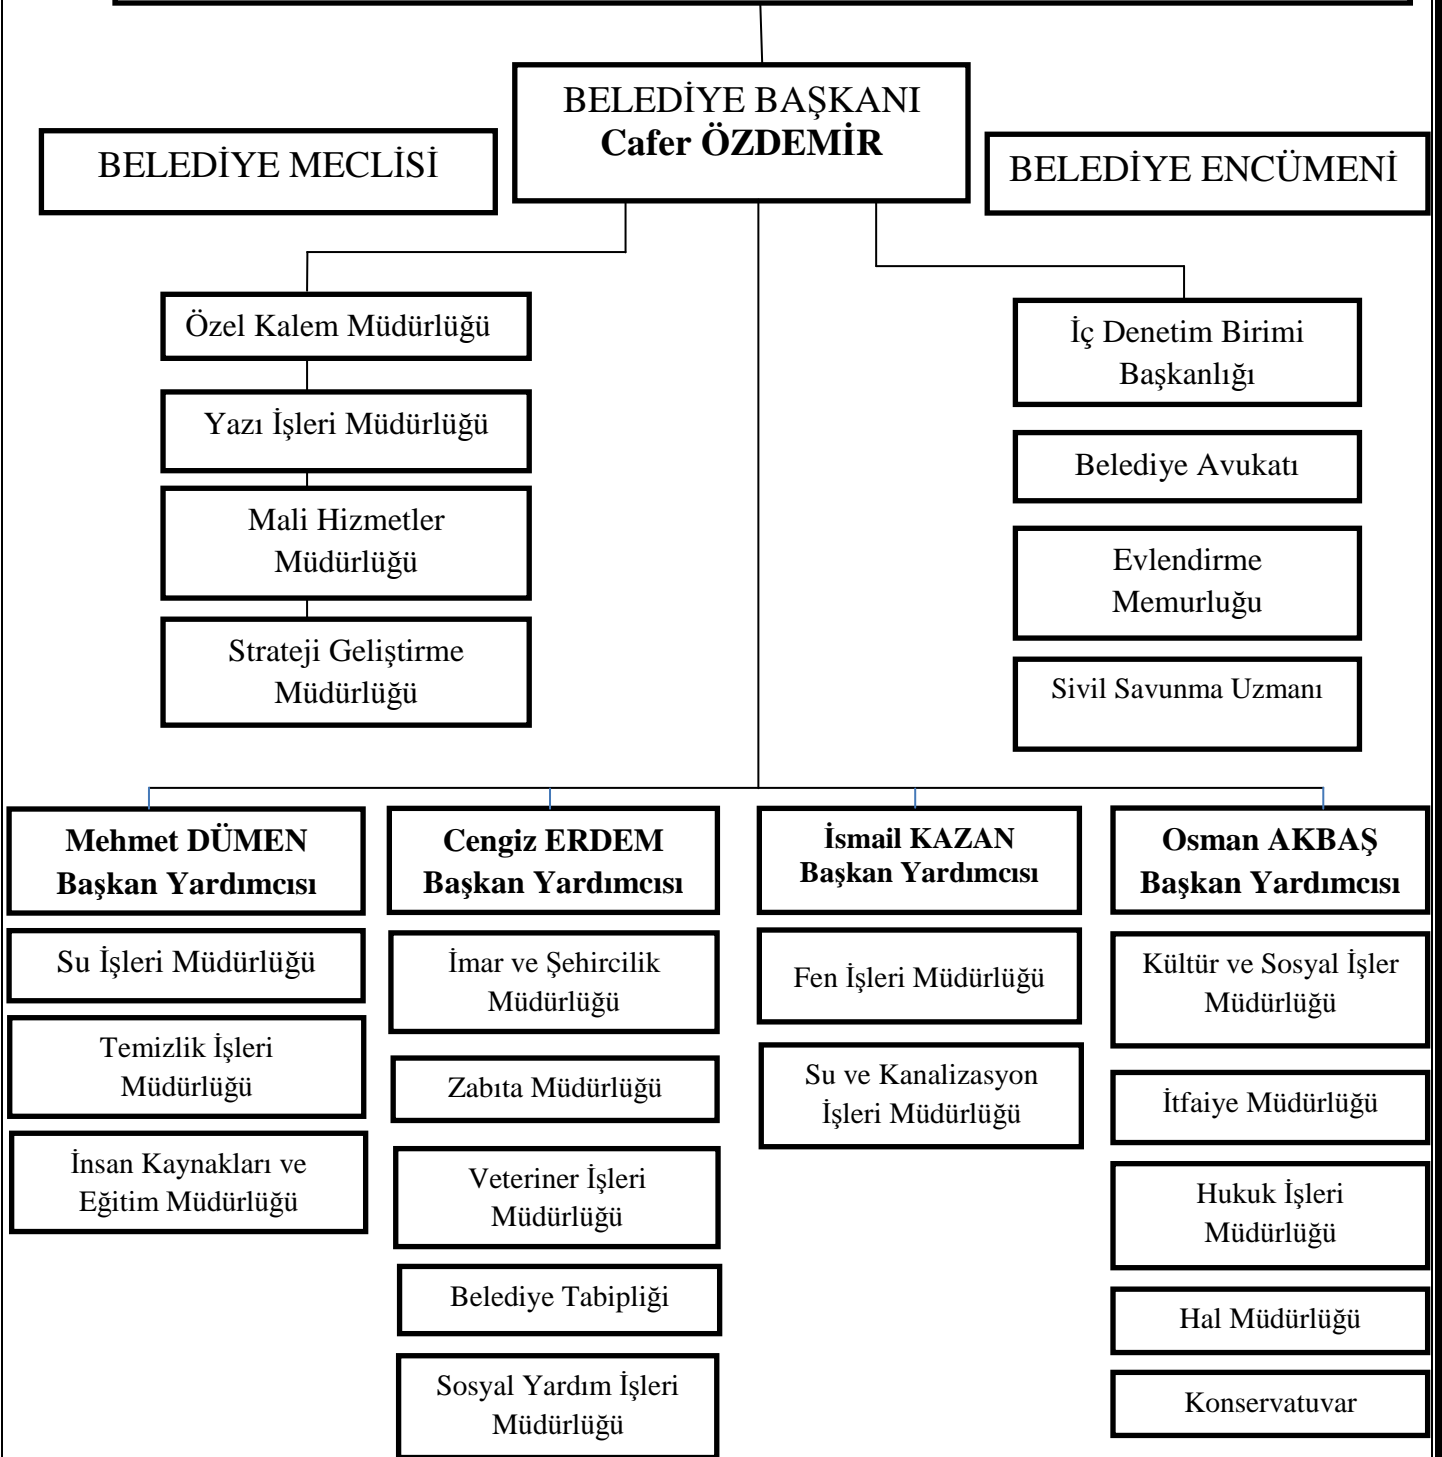 BELEDİYE BAŞKANI
Cafer ÖZDEMİR
BELEDİYE MECLİSİ
BELEDİYE ENCÜMENİ
Özel Kalem Müdürlüğü
Yazı İşleri Müdürlüğü
Mali Hizmetler
Müdürlüğü
Strateji Geliştirme
Müdürlüğü
İç Denetim Birimi
Başkanlığı
Belediye Avukatı
Evlendirme
Memurluğu
Sivil Savunma Uzmanı
Mehmet DÜMEN
Başkan Yardımcısı
Su İşleri Müdürlüğü
Temizlik İşleri
Müdürlüğü
İnsan Kaynakları ve
Eğitim Müdürlüğü
Cengiz ERDEM
Başkan Yardımcısı
İmar ve Şehircilik
Müdürlüğü
Zabıta Müdürlüğü
Veteriner İşleri
Müdürlüğü
Belediye Tabipliği
Sosyal Yardım İşleri
Müdürlüğü
İsmail KAZAN
Başkan Yardımcısı
Fen İşleri Müdürlüğü
Su ve Kanalizasyon
İşleri Müdürlüğü
Osman AKBAŞ
Başkan Yardımcısı
Kültür ve Sosyal İşler
Müdürlüğü
İtfaiye Müdürlüğü
Hukuk İşleri
Müdürlüğü
Hal Müdürlüğü
Konservatuvar